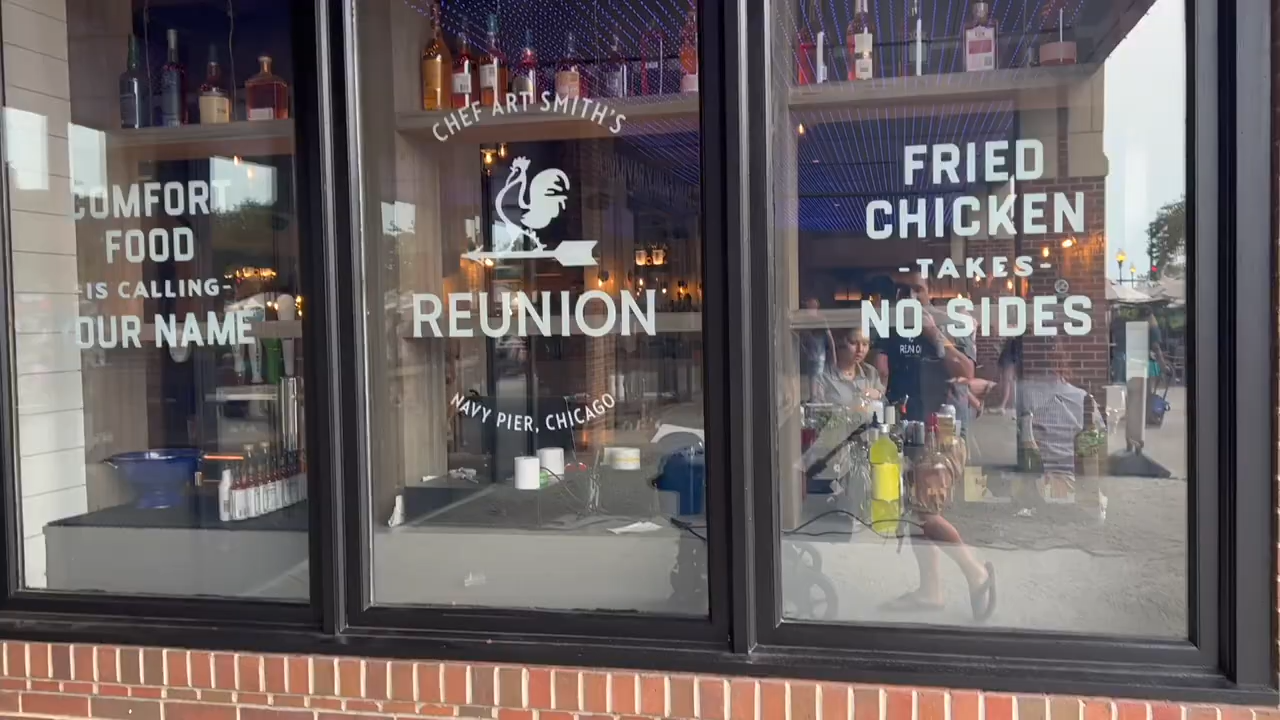 COMFORT
FOOD
-IS CALLING-
OUR NAME
CHEF ART SMITH'S
REUNION
NAVY PIER, CHICAGO
FRIED
CHICKEN
-TAKES-
NO SIDES